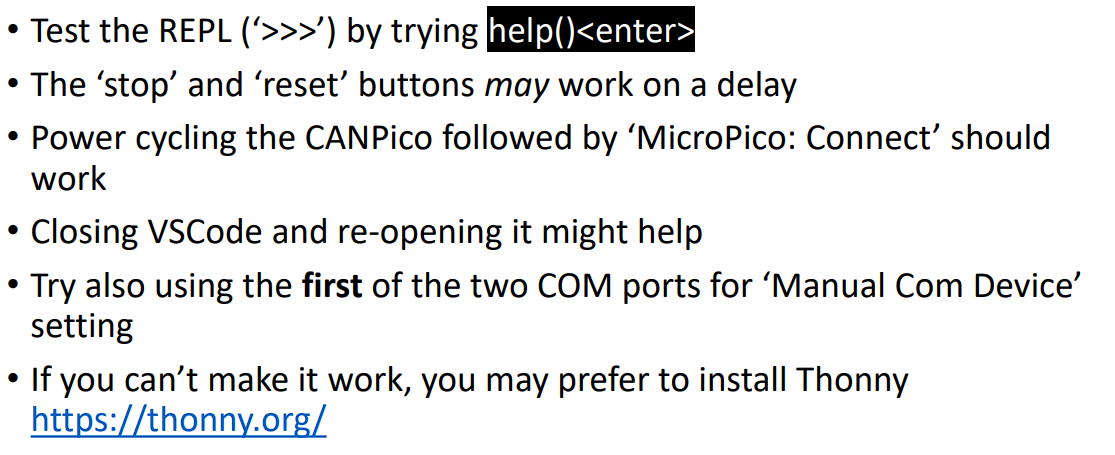 • Test the REPL (‘>>>’) by trying help()<enter>
• The ‘stop’ and ‘reset’ buttons may work on a delay
• Power cycling the CANPico followed by ‘MicroPico: Connect’ should
work
• Closing VSCode and re-opening it might help
• Try also using the first of the two COM ports for ‘Manual Com Device’
setting
• If you can’t make it work, you may prefer to install Thonny
https://thonny.org/